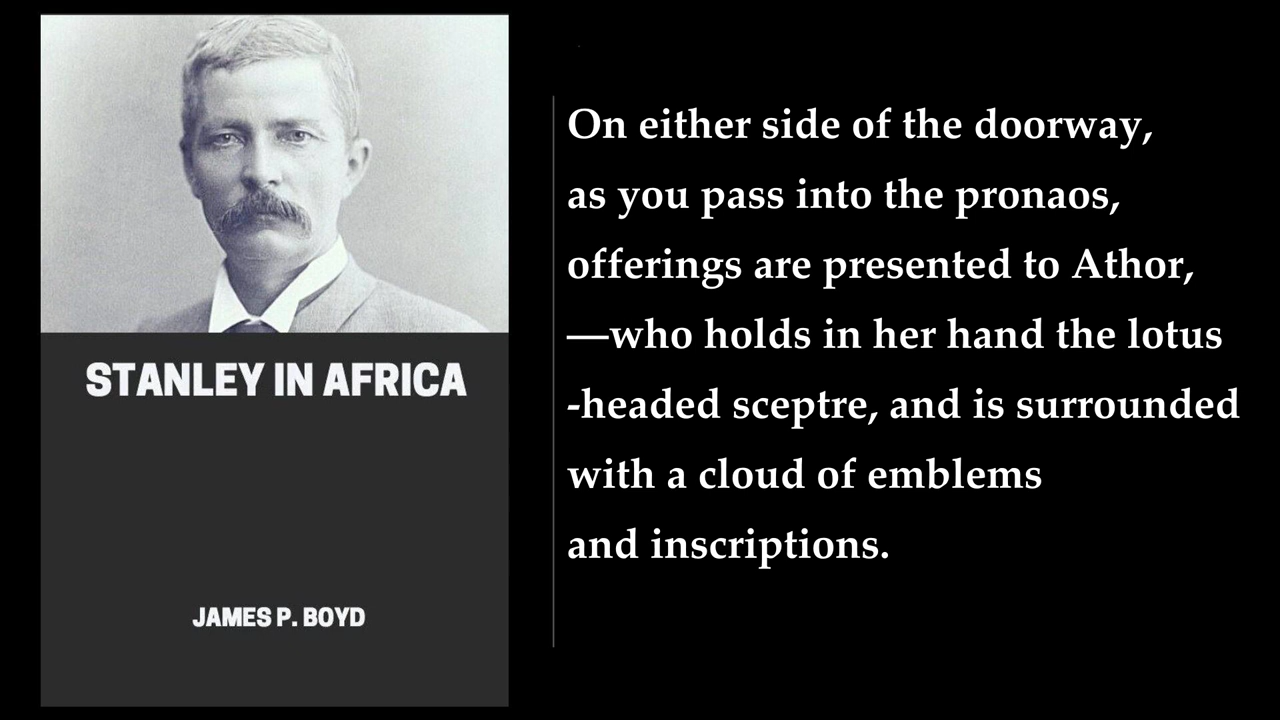 STANLEY IN AFRICA
JAMES P. BOYD
On either side of the doorway,
as you pass into the pronaos,
offerings are presented to Athor,
—who holds in her hand the lotus
-headed sceptre, and is surrounded
with a cloud of emblems
and inscriptions.